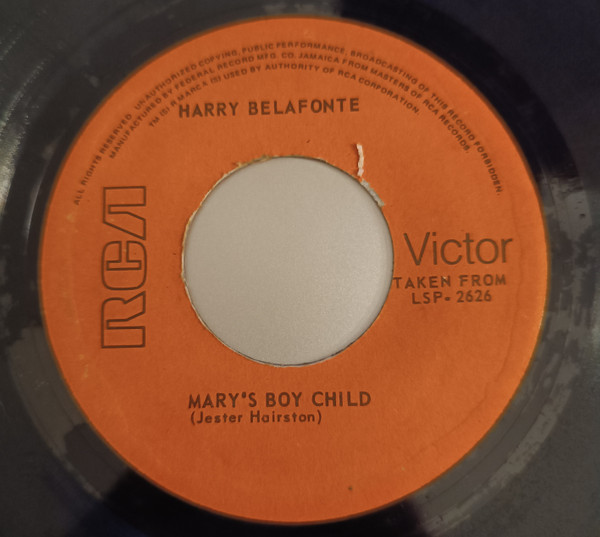 ALL RIGHTS RESERVED. UNAUTHORIZED COPYING, PUBLIC PERFORMANCE, BROADCASTING OF THIS RECORD FORBIDDEN.
MANUFACTURED BY FEDERAL RECORD MFG. CO. JAMAICA FROM MASTERS OF RCA RECORDS.
TM (S) R MARCA (S) USED BY AUTHORITY OF RCA CORPORATION.
HARRY BELAFONTE
RCA
Victor
TAKEN FROM
LSP-2626
MARY'S BOY CHILD
(Jester Hairston)